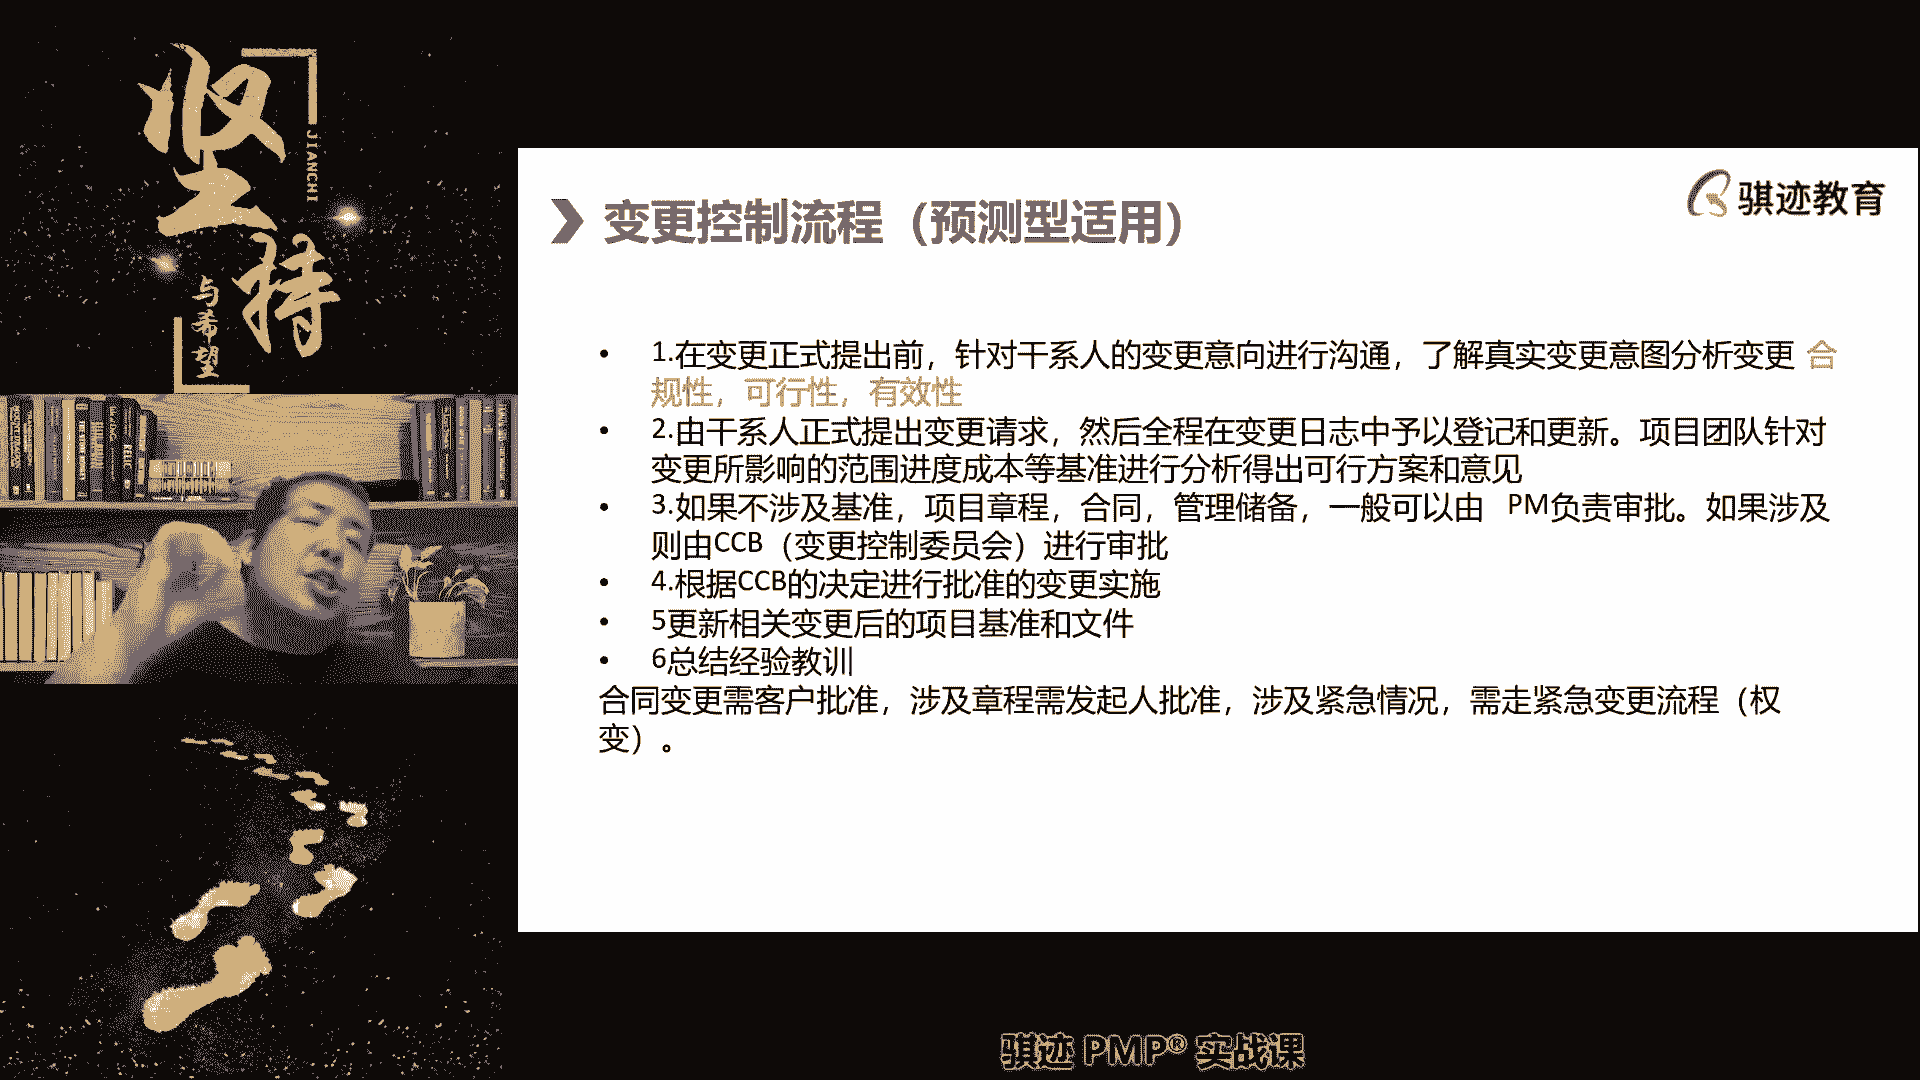 坚持
JIANCHI
与希望
骐迹教育
变更控制流程（预测型适用）
• 1.在变更正式提出前，针对干系人的变更意向进行沟通，了解真实变更意图分析变更 合
规性，可行性，有效性
• 2.由干系人正式提出变更请求，然后全程在变更日志中予以登记和更新。项目团队针对
变更所影响的范围进度成本等基准进行分析得出可行方案和意见
• 3.如果不涉及基准，项目章程，合同，管理储备，一般可以由 PM负责审批。如果涉及
则由CCB（变更控制委员会）进行审批
• 4.根据CCB的决定进行批准的变更实施
• 5更新相关变更后的项目基准和文件
• 6总结经验教训
合同变更需客户批准，涉及章程需发起人批准，涉及紧急情况，需走紧急变更流程（权
变）。
骐迹 PMP® 实战课